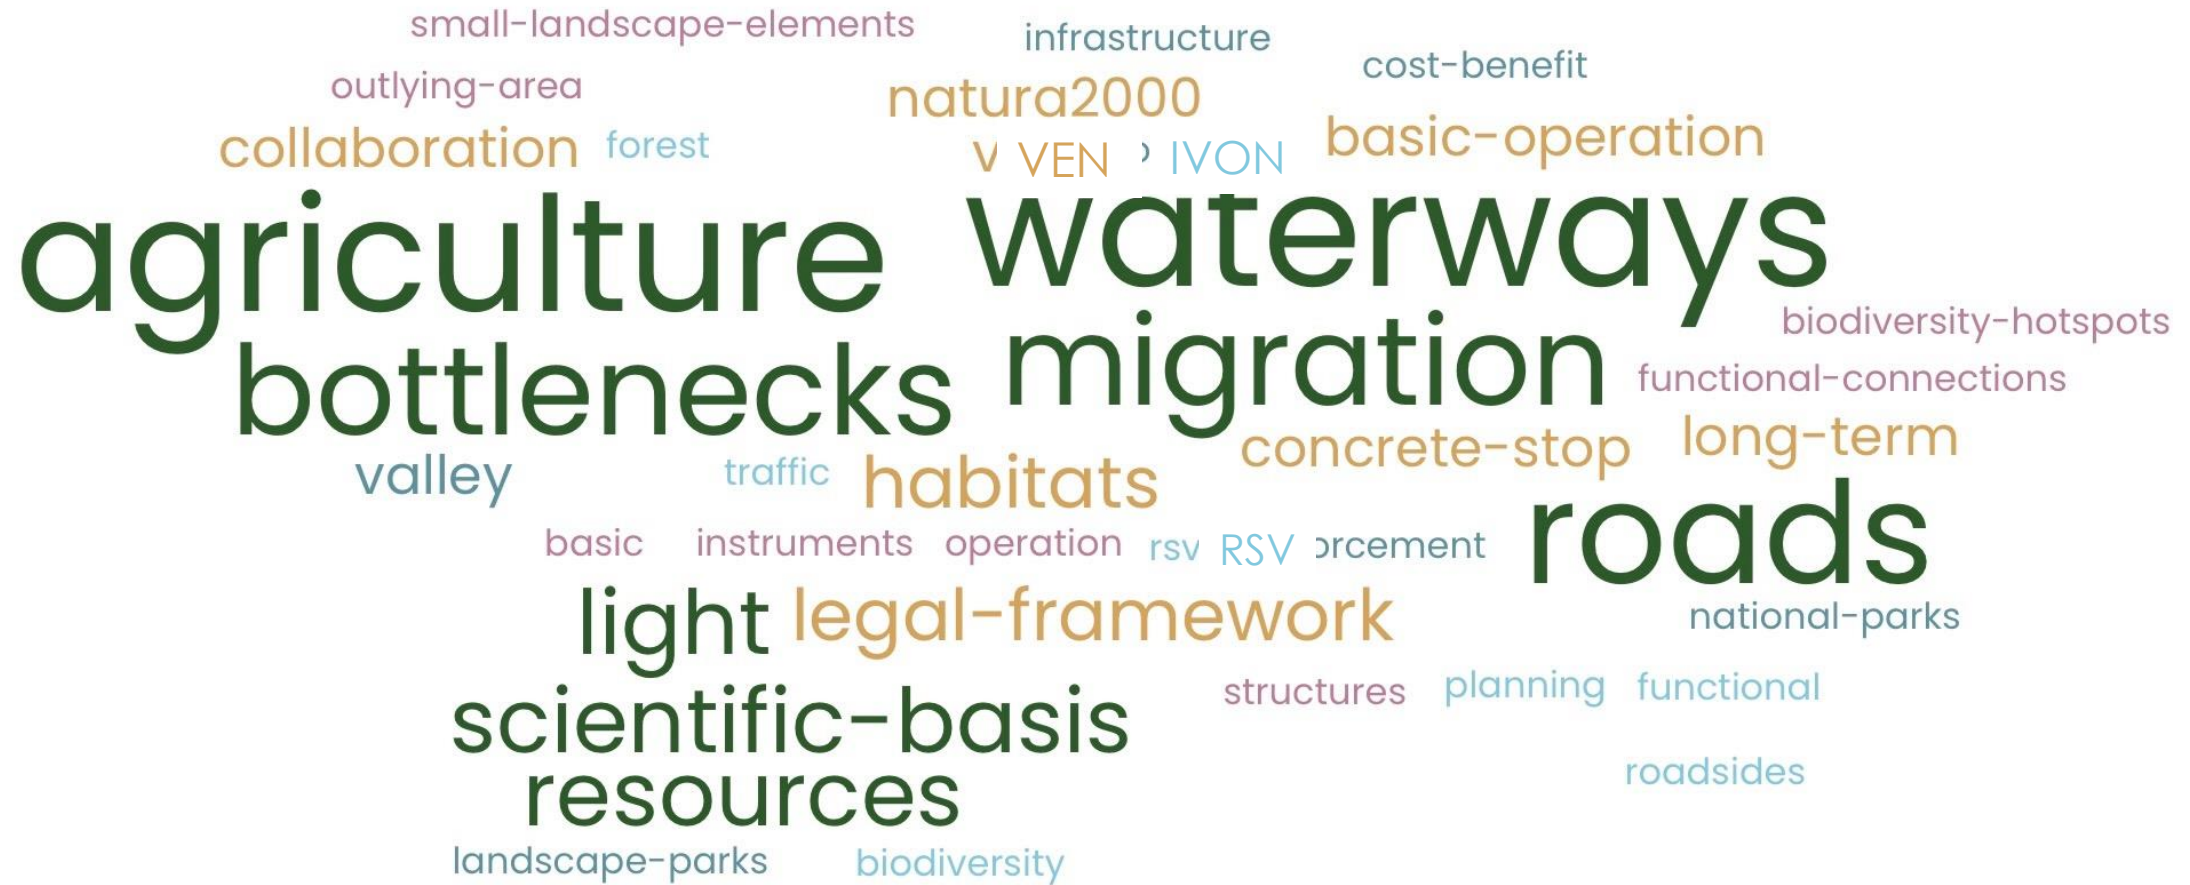 small-landscape-elements
infrastructure
cost-benefit
outlying-area
natura2000
collaboration forest
basic-operation
VEN IVON
agriculture waterways
biodiversity-hotspots
bottlenecks migration
functional-connections
concrete-stop long-term
valley traffic habitats
roads
basic instruments operation rsv RSV orcement
light legal-framework
national-parks
scientific-basis
structures planning functional
resources
roadsides
landscape-parks biodiversity